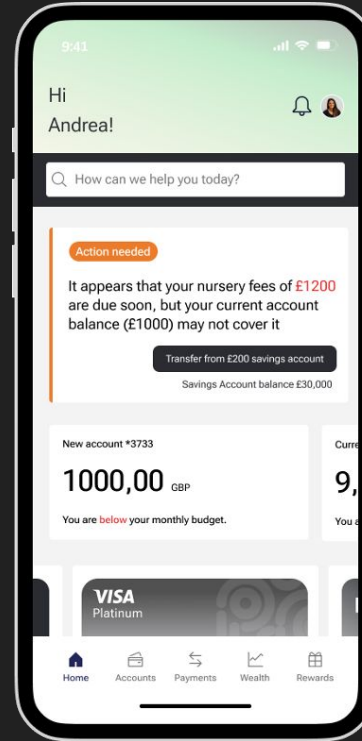 9:41
Hi
Andrea!
How can we help you today?
Action needed
It appears that your nursery fees of £1200
are due soon, but your current account
balance (£1000) may not cover it
Transfer from £200 savings account
Savings Account balance £30,000
New account *3733
1000,00 GBP
You are below your monthly budget.
Curre
9,
You a
VISA
Platinum
Home
Accounts
Payments
Wealth
Rewards